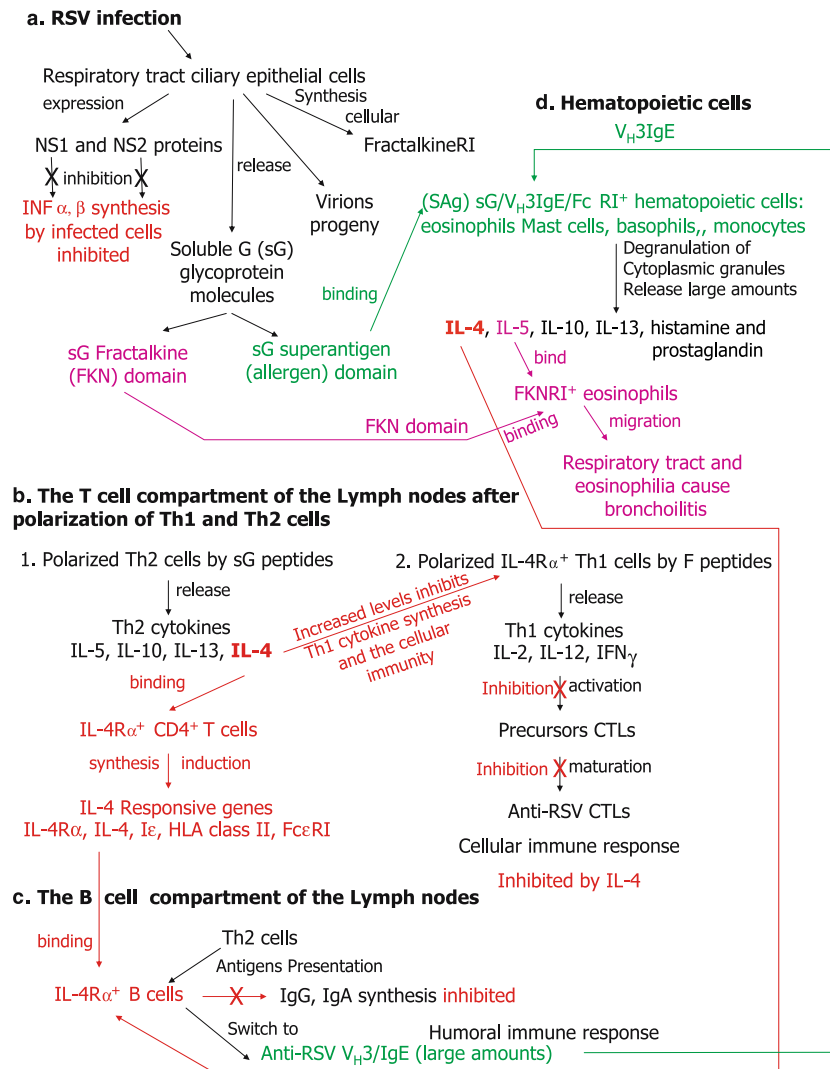 a. RSV infection
Respiratory tract ciliary epithelial cells
expression
Synthesis
cellular
NS1 and NS2 proteins
FractalkineRI
inhibition
release
INF α, β synthesis
by infected cells
inhibited
Virions
progeny
Soluble G (sG)
glycoprotein
molecules
sG Fractalkine
(FKN) domain
sG superantigen
(allergen) domain
binding
FKN domain
binding
d. Hematopoietic cells
VH3IgE
(SAg) sG/VH3IgE/Fc RI+ hematopoietic cells:
eosinophils Mast cells, basophils,, monocytes
Degranulation of
Cytoplasmic granules
Release large amounts
IL-4, IL-5, IL-10, IL-13, histamine and
prostaglandin
bind
FKNRI+ eosinophils
migration
Respiratory tract and
eosinophilia cause
bronchoilitis
b. The T cell compartment of the Lymph nodes after
polarization of Th1 and Th2 cells
1. Polarized Th2 cells by sG peptides
release
Th2 cytokines
IL-5, IL-10, IL-13, IL-4
binding
IL-4Rα+ CD4+ T cells
synthesis induction
IL-4 Responsive genes
IL-4Rα, IL-4, Iε, HLA class II, FcεRI
Increased levels inhibits
Th1 cytokine synthesis
and the cellular
immunity
2. Polarized IL-4Rα+ Th1 cells by F peptides
release
Th1 cytokines
IL-2, IL-12, IFNγ
Inhibition activation
Precursors CTLs
Inhibition maturation
Anti-RSV CTLs
Cellular immune response
Inhibited by IL-4
c. The B cell compartment of the Lymph nodes
binding
Th2 cells
Antigens Presentation
IL-4Rα+ B cells
IgG, IgA synthesis inhibited
Switch to
Humoral immune response
Anti-RSV VH3/IgE (large amounts)